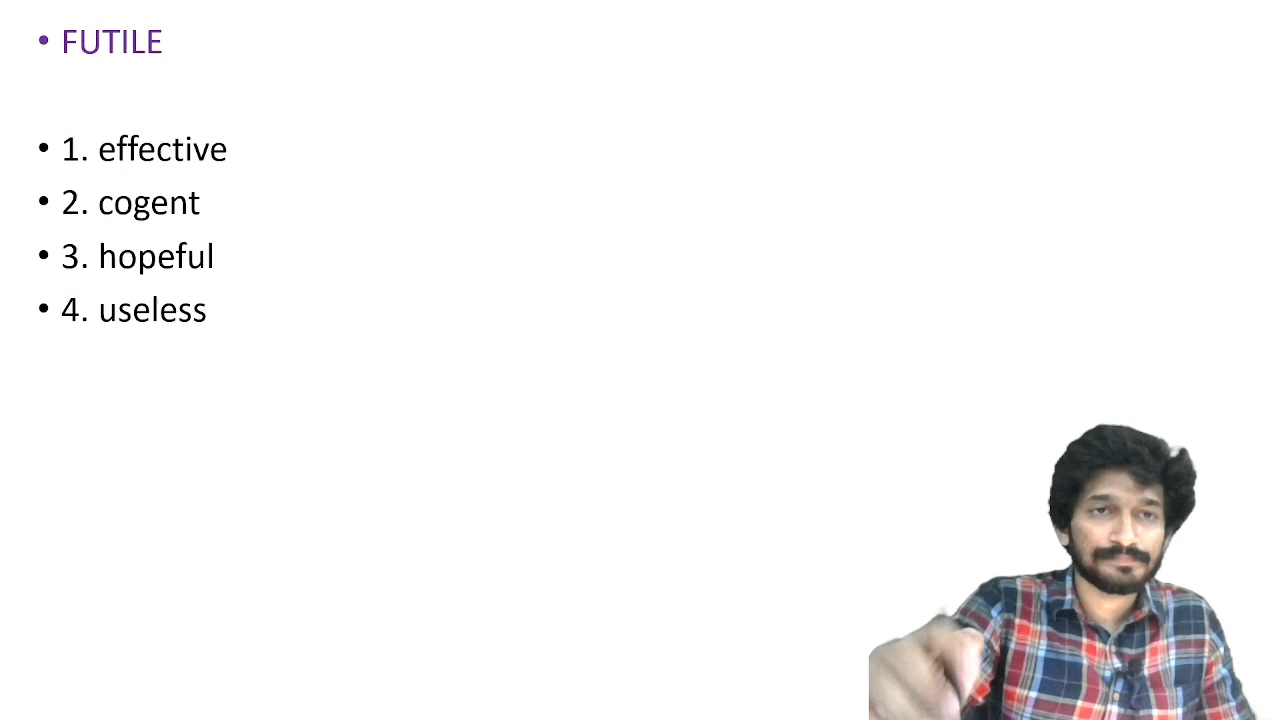 • FUTILE
• 1. effective
• 2. cogent
• 3. hopeful
• 4. useless